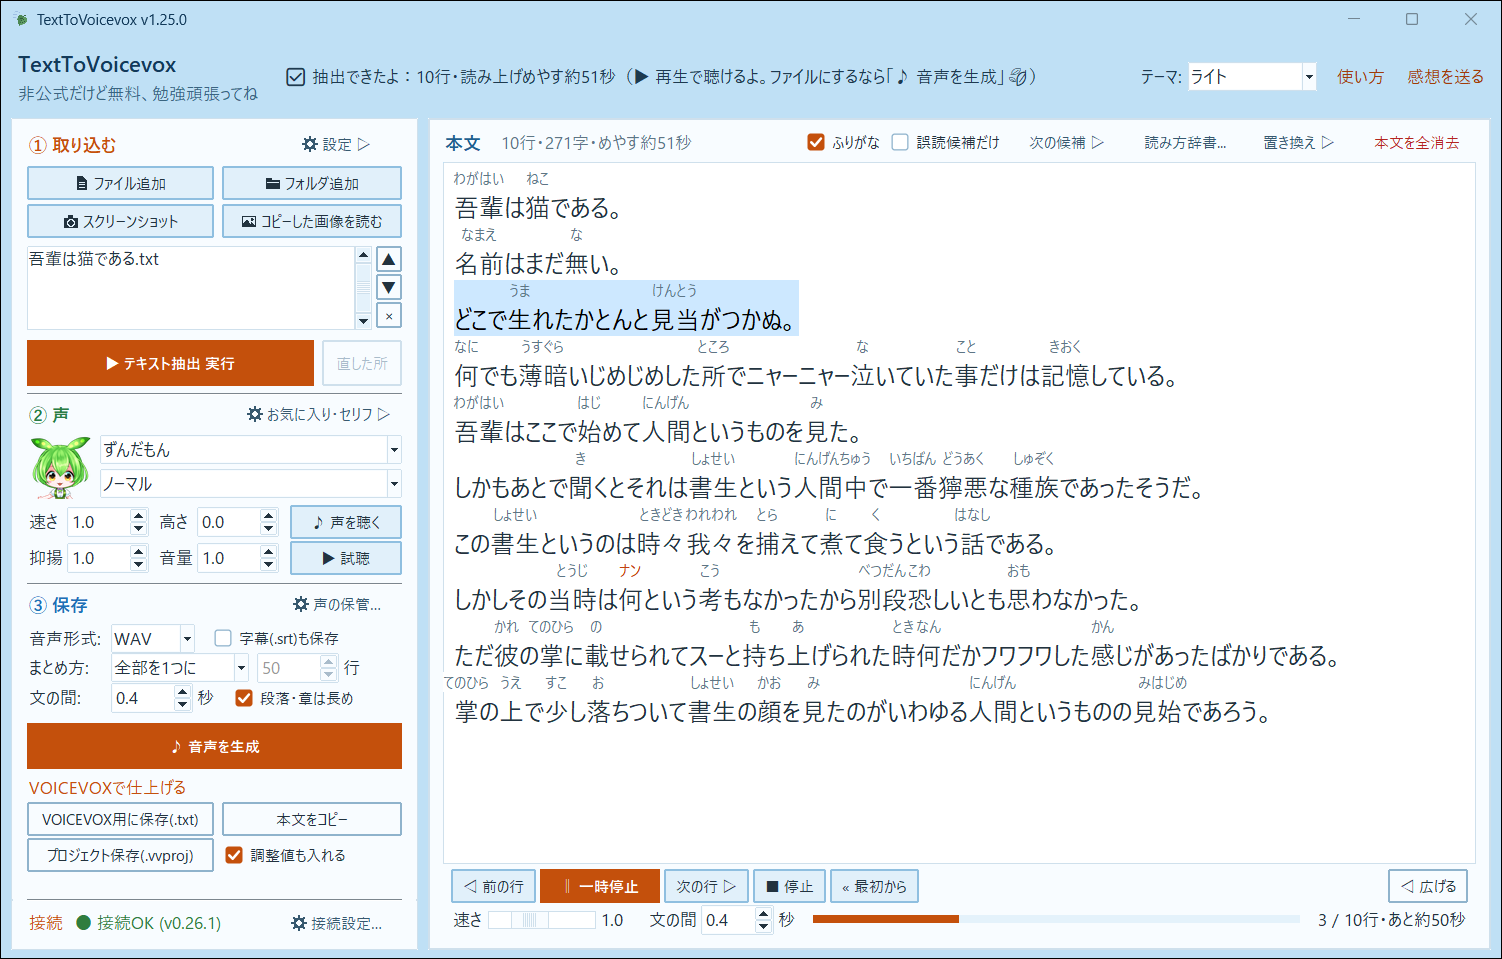 TextToVoicevox v1.25.0
TextToVoicevox
非公式だけど無料、勉強頑張ってね
抽出できたよ：10行・読み上げめやす約51秒（▶ 再生で聴けるよ。ファイルにするなら「♪ 音声を生成」）
テーマ: ライト
使い方
感想を送る
① 取り込む
設定 ▷
ファイル追加
フォルダ追加
スクリーンショット
コピーした画像を読む
吾輩は猫である.txt
▲
▼
×
▶ テキスト抽出 実行
直した所
② 声
お気に入り・セリフ ▷
ずんだもん
ノーマル
速さ 1.0 高さ 0.0
♪ 声を聴く
抑揚 1.0 音量 1.0
▶ 試聴
③ 保存
声の保管...
音声形式: WAV
字幕(.srt)も保存
まとめ方: 全部を1つに 50 行
文の間: 0.4 秒
段落・章は長め
♪ 音声を生成
VOICEVOXで仕上げる
VOICEVOX用に保存(.txt)
本文をコピー
プロジェクト保存(.vvproj)
調整値も入れる
接続 ● 接続OK (v0.26.1)
接続設定...
本文 10行・271字・めやす約51秒
ふりがな
誤読候補だけ
次の候補 ▷
読み方辞書...
置き換え ▷
本文を全消去
わがはい ねこ
吾輩は猫である。
なまえ な
名前はまだ無い。
うま けんとう
どこで生れたかとんと見当がつかぬ。
なに うすぐら ところ な こと きおく
何でも薄暗いじめじめした所でニャーニャー泣いていた事だけは記憶している。
わがはい はじ にんげん み
吾輩はここで始めて人間というものを見た。
き しょせい にんげんちゅう いちばん どうあく しゅぞく
しかもあとで聞くとそれは書生という人間中で一番獰悪な種族であったそうだ。
しょせい ときどき われわれ とら に く はなし
この書生というのは時々我々を捕えて煮て食うという話である。
とうじ ナン こう べつだん こわ おも
しかしその当時は何という考もなかったから別段恐しいとも思わなかった。
かれ てのひら の も あ とき なん かん
ただ彼の掌に載せられてスーと持ち上げられた時何だかフワフワした感じがあったばかりである。
てのひら うえ すこ お しょせい かお み にんげん みはじめ
掌の上で少し落ちついて書生の顔を見たのがいわゆる人間というものの見始であろう。
◁ 前の行
‖ 一時停止
次の行 ▷
■ 停止
« 最初から
◁ 広げる
速さ 1.0 文の間 0.4 秒
3 / 10行・あと約50秒